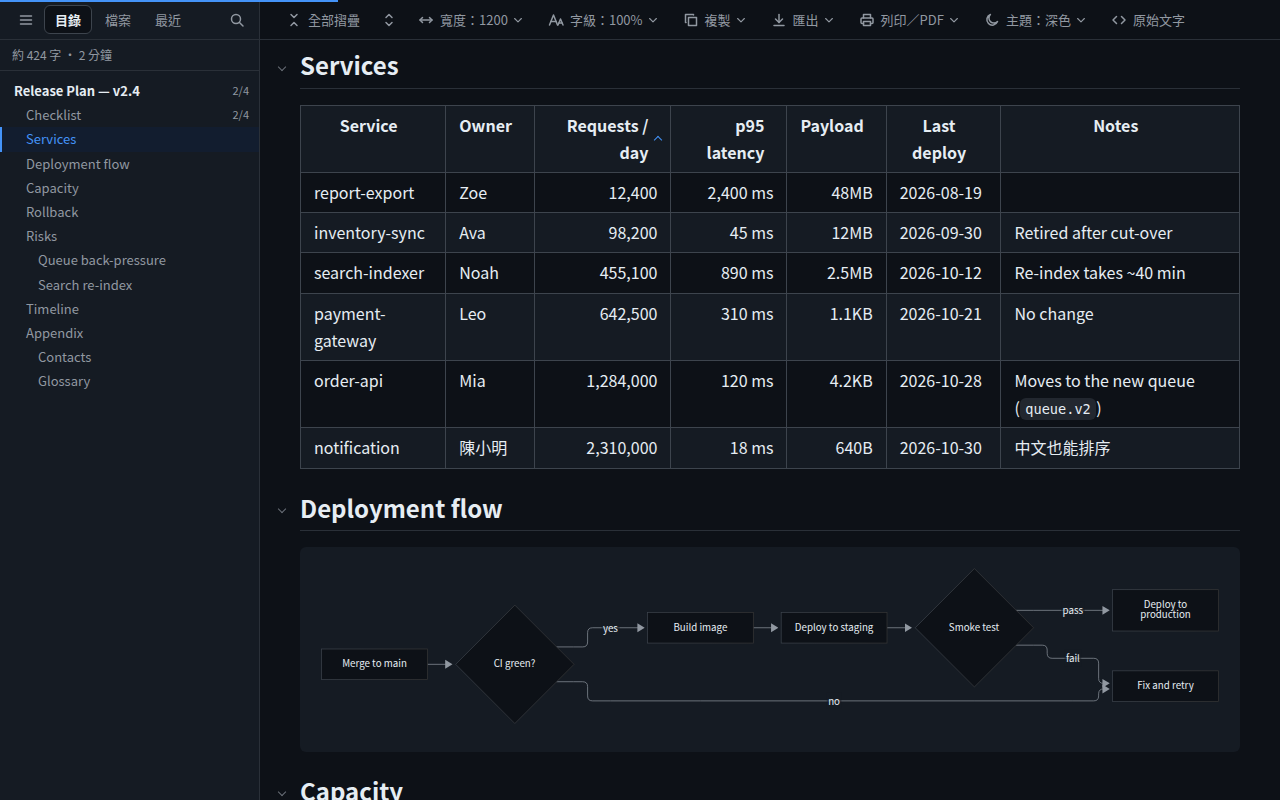 目錄 檔案 最近
全部摺疊 寬度：1200 字級：100% 複製 匯出 列印／PDF 主題：深色 原始文字
約 424 字 · 2 分鐘
Release Plan — v2.4 2/4
Checklist 2/4
Services
Deployment flow
Capacity
Rollback
Risks
Queue back-pressure
Search re-index
Timeline
Appendix
Contacts
Glossary
Services
Service Owner Requests / day p95 latency Payload Last deploy Notes
report-export Zoe 12,400 2,400 ms 48MB 2026-08-19
inventory-sync Ava 98,200 45 ms 12MB 2026-09-30 Retired after cut-over
search-indexer Noah 455,100 890 ms 2.5MB 2026-10-12 Re-index takes ~40 min
payment-gateway Leo 642,500 310 ms 1.1KB 2026-10-21 No change
order-api Mia 1,284,000 120 ms 4.2KB 2026-10-28 Moves to the new queue (queue.v2)
notification 陳小明 2,310,000 18 ms 640B 2026-10-30 中文也能排序
Deployment flow
Merge to main
CI green?
yes
Build image
Deploy to staging
Smoke test
pass
Deploy to
production
fail
Fix and retry
no
Capacity